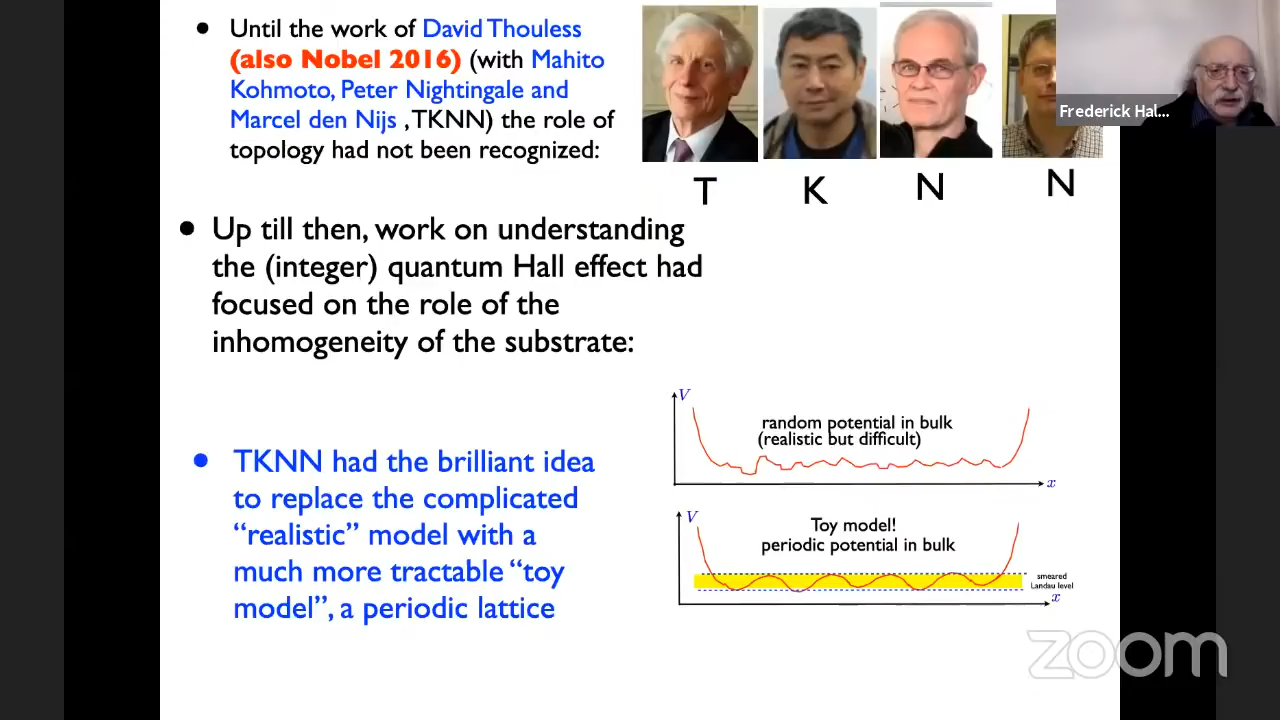 • Until the work of David Thouless
(also Nobel 2016) (with Mahito
Kohmoto, Peter Nightingale and
Marcel den Nijs , TKNN) the role of
topology had not been recognized:
Frederick Hal...
T K N N
• Up till then, work on understanding
the (integer) quantum Hall effect had
focused on the role of the
inhomogeneity of the substrate:
V
random potential in bulk
(realistic but difficult)
x
• TKNN had the brilliant idea
to replace the complicated
“realistic” model with a
much more tractable “toy
model”, a periodic lattice
V
Toy model!
periodic potential in bulk
smeared
Landau level
x
zoom